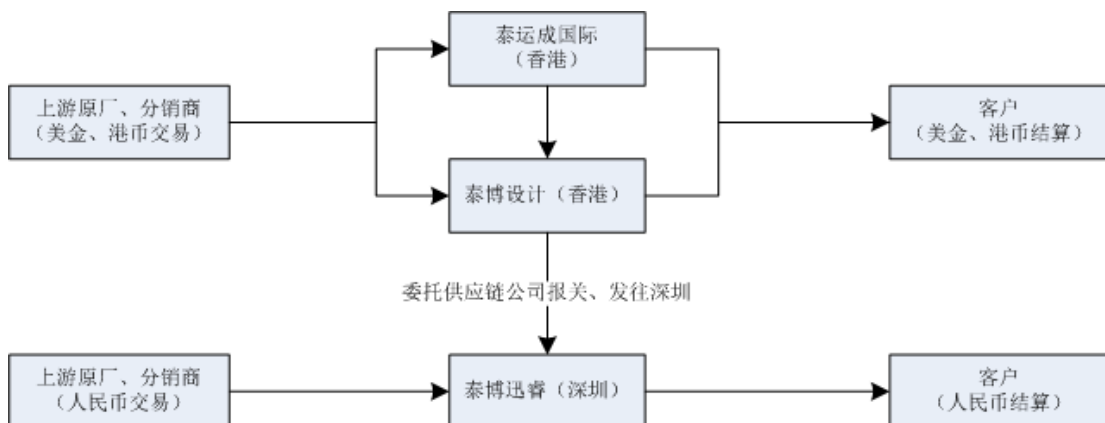 泰运成国际
（香港）
上游原厂、分销商
（美金、港币交易）
客户
（美金、港币结算）
泰博设计（香港）
委托供应链公司报关、发往深圳
上游原厂、分销商
（人民币交易）
泰博迅睿（深圳）
客户
（人民币结算）